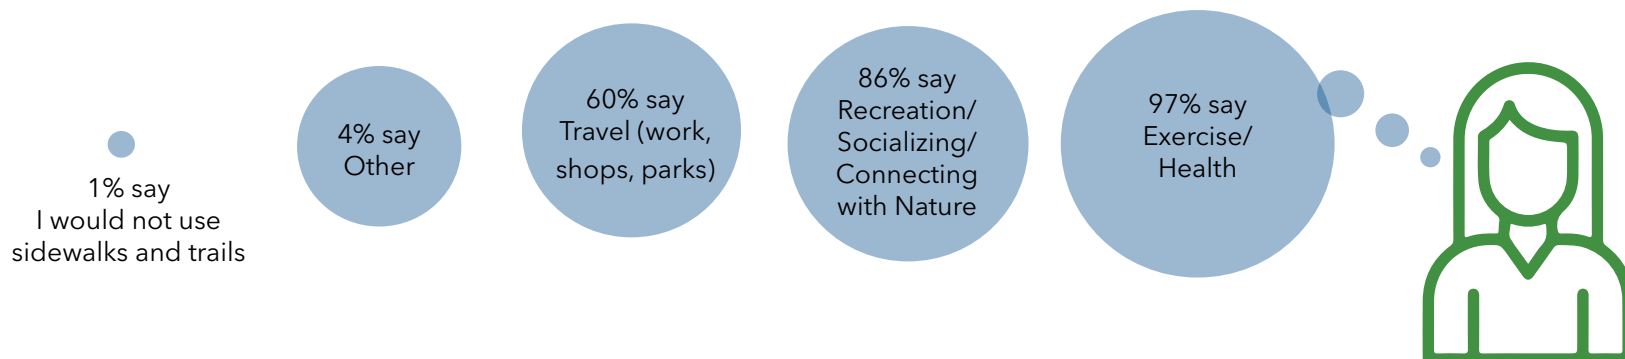 1% say
I would not use
sidewalks and trails
4% say
Other
60% say
Travel (work,
shops, parks)
86% say
Recreation/
Socializing/
Connecting
with Nature
97% say
Exercise/
Health